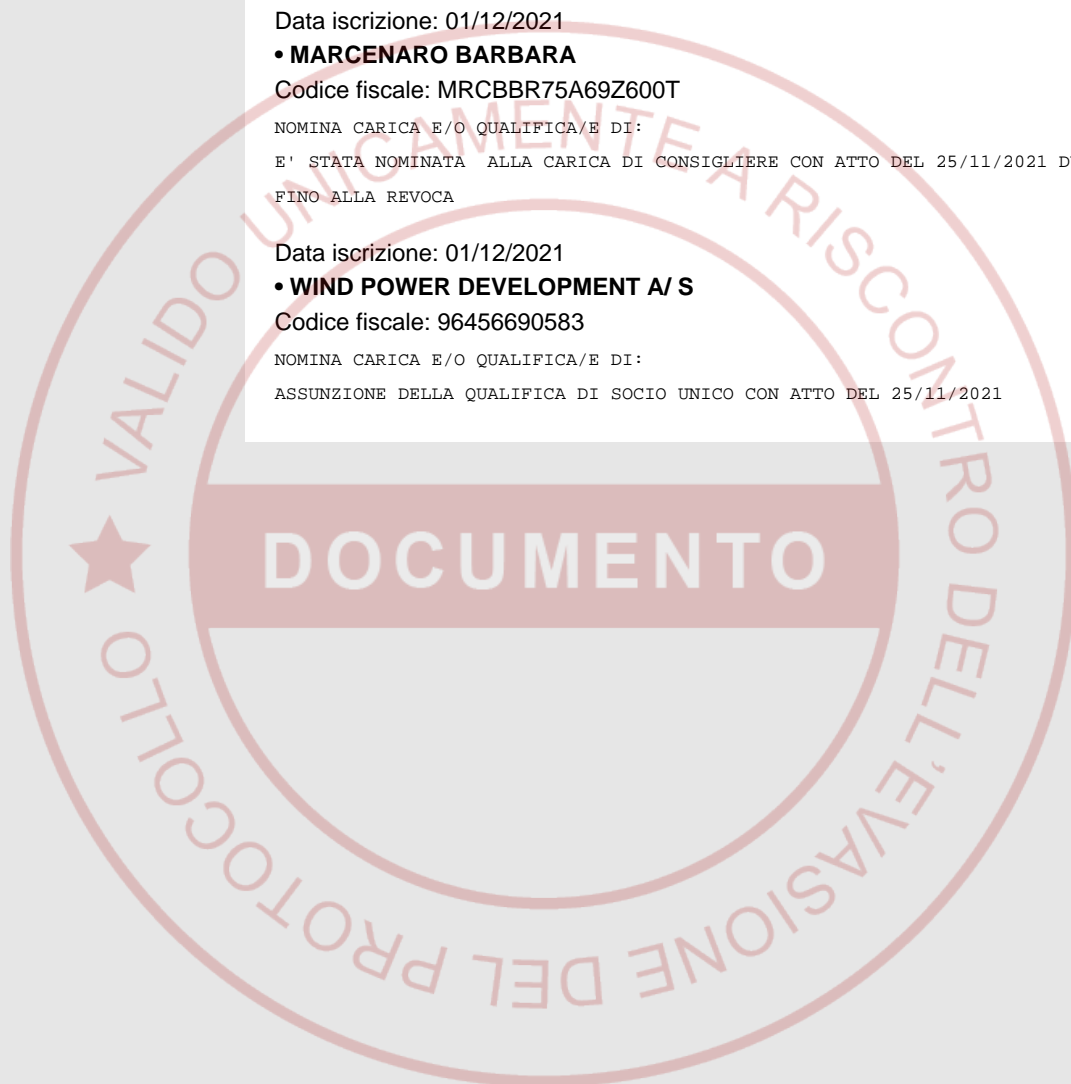 Data iscrizione: 01/12/2021
• MARCENARO BARBARA
Codice fiscale: MRCBBR75A69Z600T
NOMINA CARICA E/O QUALIFICA/E DI:
E' STATA NOMINATA ALLA CARICA DI CONSIGLIERE CON ATTO DEL 25/11/2021
FINO ALLA REVOCA
Data iscrizione: 01/12/2021
• WIND POWER DEVELOPMENT A/ S
Codice fiscale: 96456690583
NOMINA CARICA E/O QUALIFICA/E DI:
ASSUNZIONE DELLA QUALIFICA DI SOCIO UNICO CON ATTO DEL 25/11/2021
VALIDO UNICAMENTE A RISCONTRO DELL'EVASIONE DEL PROTOCOLLO
DOCUMENTO